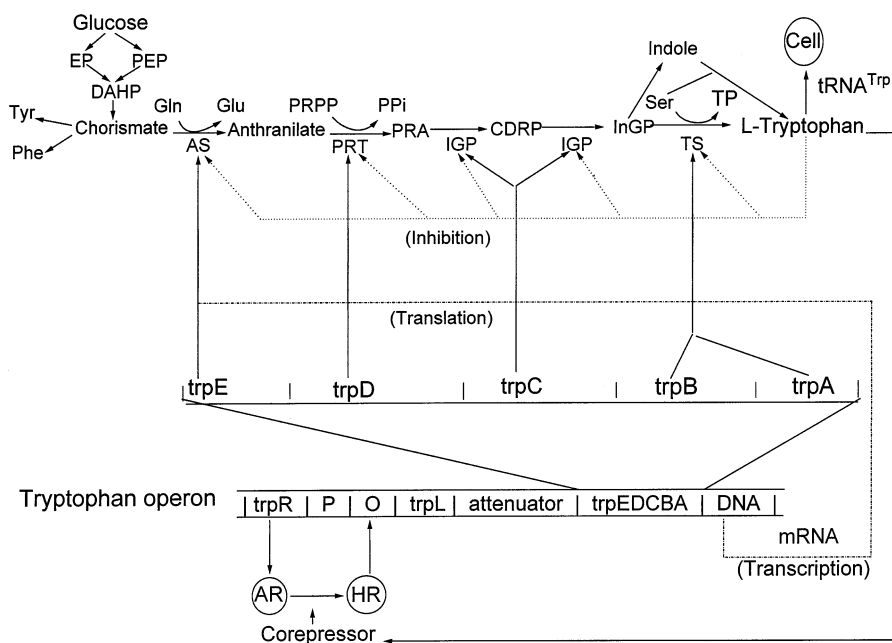 Glucose
EP PEP
DAHP
Tyr
Phe
Chorismate
Gln Glu
AS
Anthranilate
PRPP PPi
PRT
PRA
IGP
CDRP
IGP
InGP
Indole
Ser TP
TS
L-Tryptophan
Cell
tRNATrp
(Inhibition)
(Translation)
trpE | trpD | trpC | trpB | trpA
Tryptophan operon
| trpR | P | O | trpL | attenuator | trpEDCBA | DNA |
mRNA
(Transcription)
AR HR
Corepressor